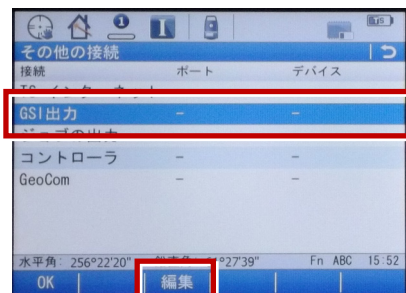 1
I
US
その他の接続
接続 ポート デバイス
GSI出力 - -
コントローラ - -
GeoCom - -
水平角: 256°22'20" 27'39" Fn ABC 15:52
OK 編集